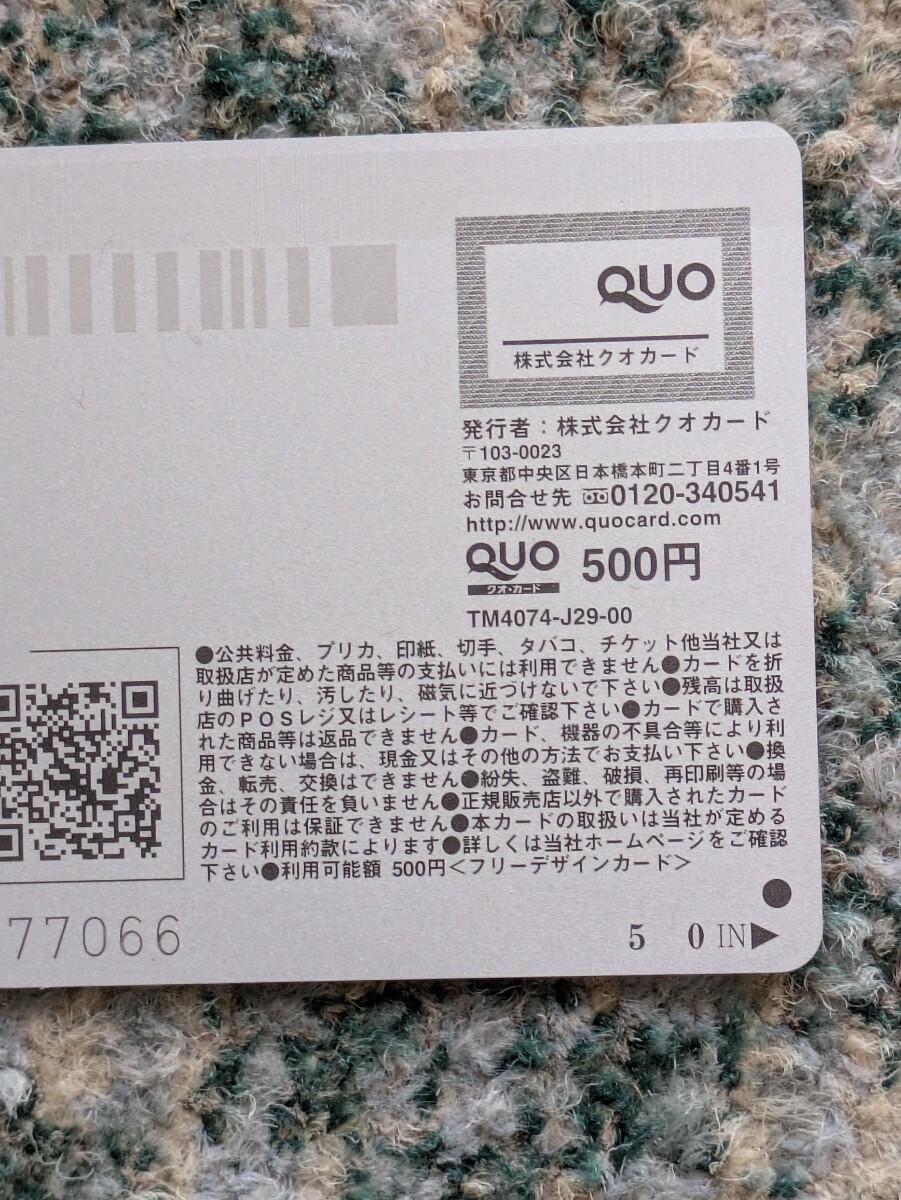 QUO
株式会社クオカード
発行者：株式会社クオカード
〒103-0023
東京都中央区日本橋本町二丁目4番1号
お問合せ先 0120-340541
http://www.quocard.com
QUO 500円
クオ・カード
TM4074-J29-00
●公共料金、プリカ、印紙、切手、タバコ、チケット他当社又は
取扱店が定めた商品等の支払いには利用できません●カードを折
り曲げたり、汚したり、磁気に近づけないで下さい●残高は取扱
店のPOSレジ又はレシート等でご確認下さい●カードで購入さ
れた商品等は返品できません●カード、機器の不具合等により利
用できない場合は、現金又はその他の方法でお支払い下さい●換
金、転売、交換はできません●紛失、盗難、破損、再印刷等の場
合はその責任を負いません●正規販売店以外で購入されたカード
のご利用は保証できません●本カードの取扱いは当社が定める
カード利用約款によります●詳しくは当社ホームページをご確認
下さい●利用可能額 500円<フリーデザインカード>
77066
5 0 IN▶